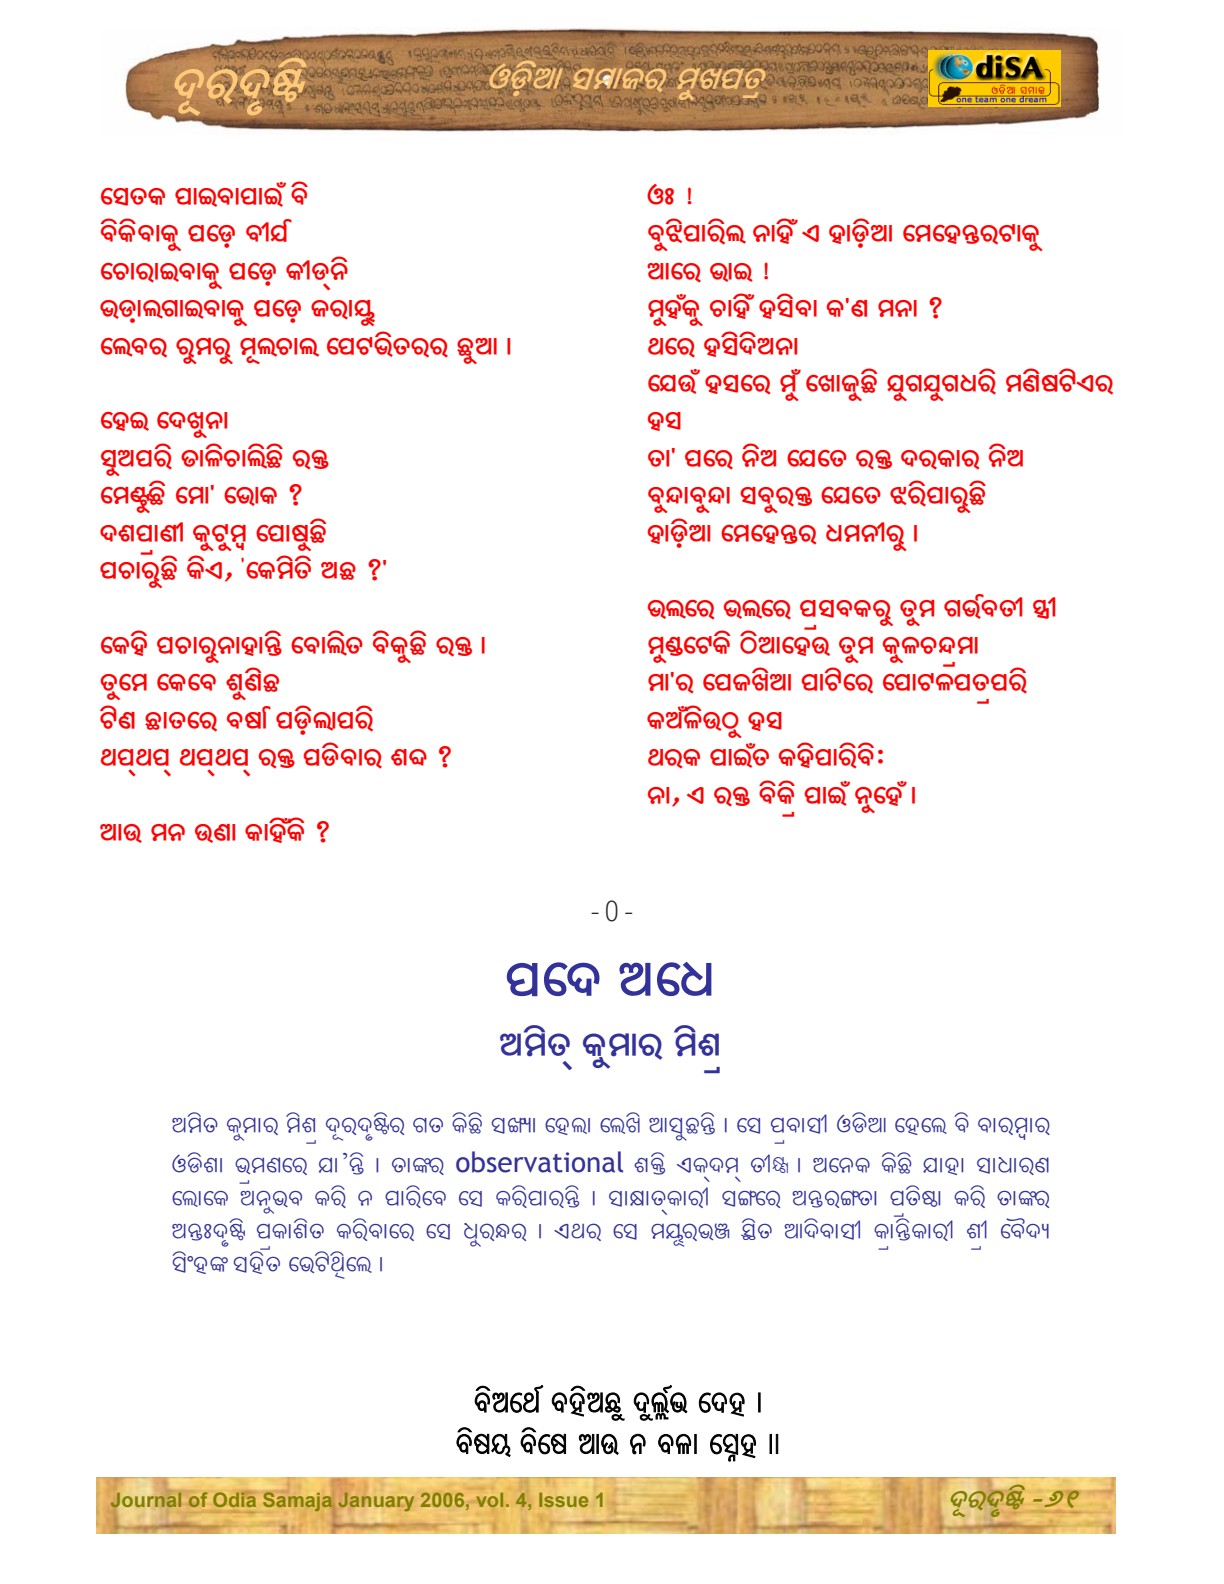 ଦୂରଦୃଷ୍ଟି
ଓଡ଼ିଆ ସମାଜର ମୁଖପତ୍ର
OdiSA
ଓଡିଆ ସମାଜ
one team one dream
ସେତକ ପାଇବାପାଇଁ ବି
ବିକିବାକୁ ପଡ଼େ ବୀର୍ଯ
ଚୋରାଇବାକୁ ପଡ଼େ କୀଡ୍‌ନି
ଭଡ଼ାଲଗାଇବାକୁ ପଡ଼େ ଜରାୟୁ
ଲେବର ରୁମରୁ ମୂଲଚାଲ ପେଟଭିତରର ଛୁଆ ।
ହେଇ ଦେଖୁନା
ସୁଅପରି ଡାଳିଚାଲିଛି ରକ୍ତ
ମେଣ୍ଟୁଛି ମୋ' ଭୋକ ?
ଦଶପ୍ରାଣୀ କୁଟୁମ୍ବ ପୋଷୁଛି
ପଚାରୁଛି କିଏ, 'କେମିତି ଅଛ ?'
କେହି ପଚାରୁନାହାନ୍ତି ବୋଲିତ ବିକୁଛି ରକ୍ତ ।
ତୁମେ କେବେ ଶୁଣିଛ
ଟିଣ ଛାତରେ ବର୍ଷା ପଡ଼ିଲାପରି
ଥପ୍‌ଥପ୍ ଥପ୍‌ଥପ୍ ରକ୍ତ ପଡିବାର ଶବ୍ଦ ?
ଆଉ ମନ ଉଣା କାହିଁକି ?
ଓଃ !
ବୁଝିପାରିଲ ନାହିଁ ଏ ହାଡ଼ିଆ ମେହେନ୍ତରଟାକୁ
ଆରେ ଭାଇ !
ମୁହଁକୁ ଚାହିଁ ହସିବା କ'ଣ ମନା ?
ଥରେ ହସିଦିଅନା
ଯେଉଁ ହସରେ ମୁଁ ଖୋଜୁଛି ଯୁଗଯୁଗଧରି ମଣିଷଟିଏର
ହସ
ତା' ପରେ ନିଅ ଯେତେ ରକ୍ତ ଦରକାର ନିଅ
ବୁନ୍ଦାବୁନ୍ଦା ସବୁରକ୍ତ ଯେତେ ଝରିପାରୁଛି
ହାଡ଼ିଆ ମେହେନ୍ତର ଧମନୀରୁ ।
ଭଲରେ ଭଲରେ ପ୍ରସବକରୁ ତୁମ ଗର୍ଭବତୀ ସ୍ତ୍ରୀ
ମୁଣ୍ଡଟେକି ଠିଆହେଉ ତୁମ କୁଳଚନ୍ଦ୍ରମା
ମା'ର ପେଜଖିଆ ପାଟିରେ ପୋଟଳପତ୍ରପରି
କଅଁଳିଉଠୁ ହସ
ଥରକ ପାଇଁତ କହିପାରିବି:
ନା, ଏ ରକ୍ତ ବିକ୍ରି ପାଇଁ ନୁହେଁ ।
- 0 -
ପଦେ ଅଧେ
ଅମିତ୍ କୁମାର ମିଶ୍ର
ଅମିତ କୁମାର ମିଶ୍ର ଦୂରଦୃଷ୍ଟିର ଗତ କିଛି ସଖ୍ୟା ହେଲା ଲେଖି ଆସୁଛନ୍ତି । ସେ ପ୍ରବାସୀ ଓଡିଆ ହେଲେ ବି ବାରମ୍ବାର
ଓଡିଶା ଭ୍ରମଣରେ ଯା’ନ୍ତି । ତାଙ୍କର observational ଶକ୍ତି ଏକ୍‌ଦମ୍ ତୀକ୍ଷ୍ଣ । ଅନେକ କିଛି ଯାହା ସାଧାରଣ
ଲୋକେ ଅନୁଭବ କରି ନ ପାରିବେ ସେ କରିପାରନ୍ତି । ସାକ୍ଷାତ୍‌କାରୀ ସଙ୍ଗରେ ଅନ୍ତରଙ୍ଗତା ପ୍ରତିଷ୍ଠା କରି ତାଙ୍କର
ଅନ୍ତଃଦୃଷ୍ଟି ପ୍ରକାଶିତ କରିବାରେ ସେ ଧୁରନ୍ଧର । ଏଥର ସେ ମୟୂରଭଞ୍ଜ ସ୍ଥିତ ଆଦିବାସୀ କ୍ରାନ୍ତିକାରୀ ଶ୍ରୀ ବୈଦ୍ୟ
ସିଂହଙ୍କ ସହିତ ଭେଟିଥିଲେ ।
ବିଅର୍ଥେ ବହିଅଛୁ ଦୁର୍ଲ୍ଲଭ ଦେହ ।
ବିଷୟ ବିଷେ ଆଉ ନ ବଳା ସ୍ନେହ ॥
Journal of Odia Samaja January 2006, vol. 4, Issue 1
ଦୂରଦୃଷ୍ଟି -୬୧